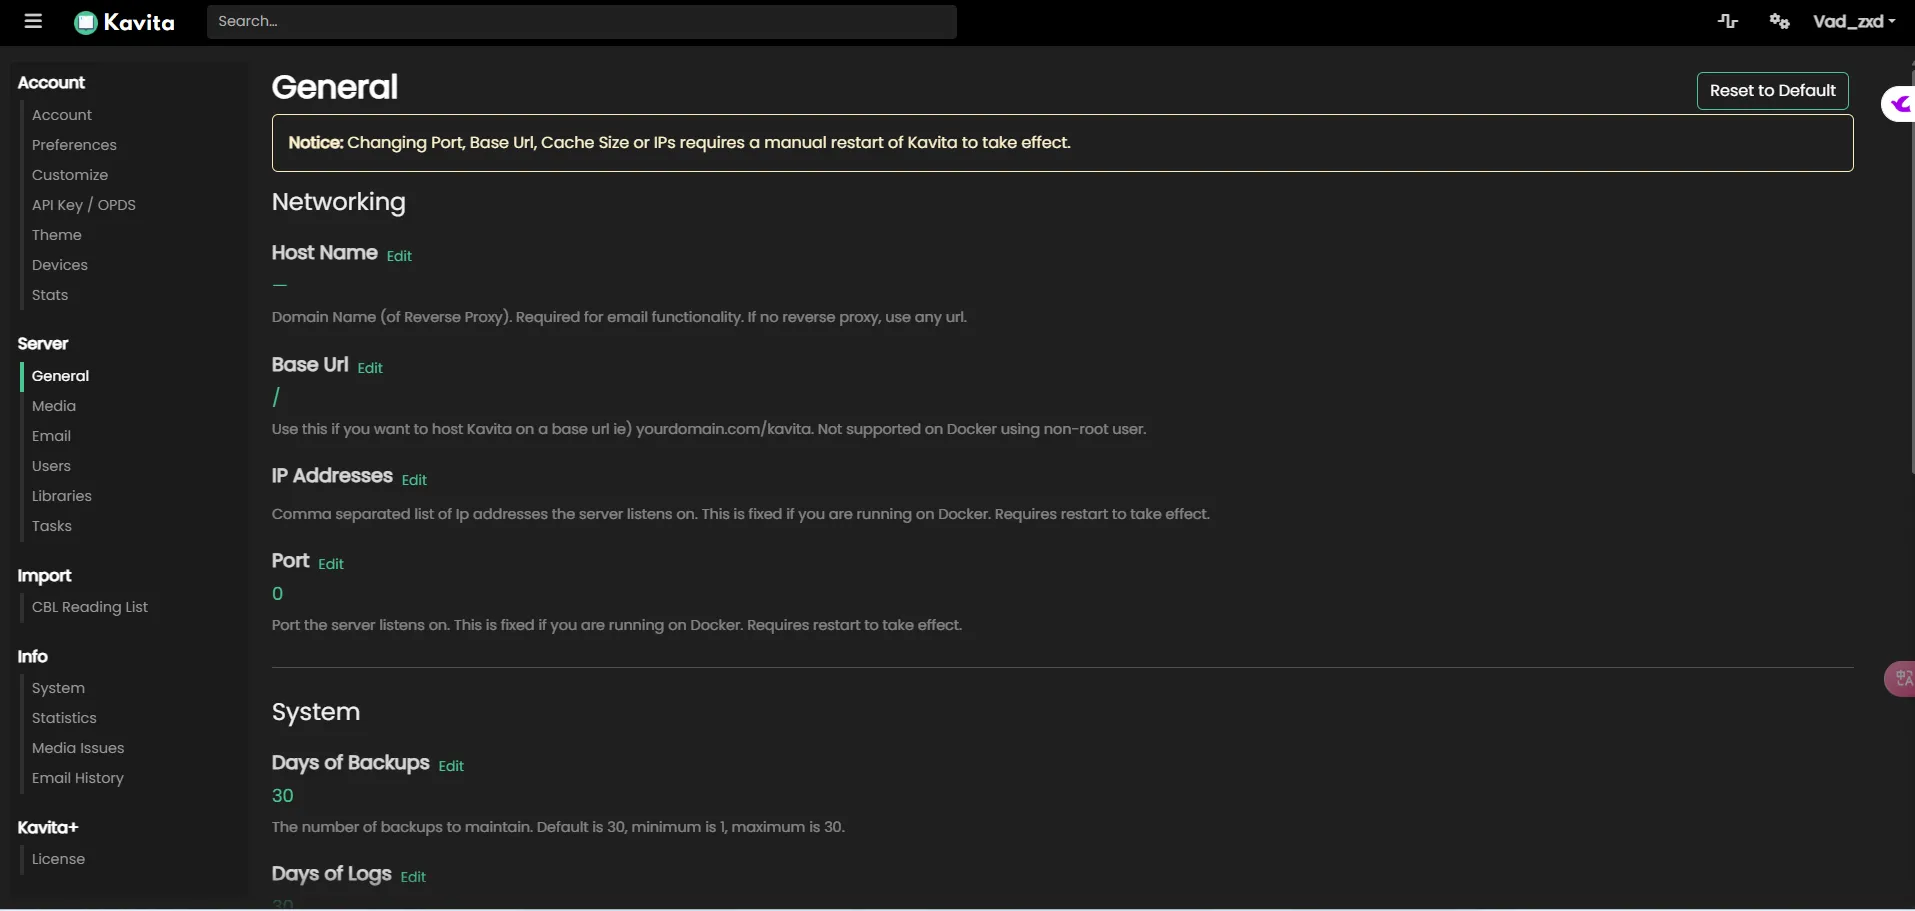 Kavita
Search...
Vad_zxd
Account
Account
Preferences
Customize
API Key / OPDS
Theme
Devices
Stats
Server
General
Media
Email
Users
Libraries
Tasks
Import
CBL Reading List
Info
System
Statistics
Media Issues
Email History
Kavita+
License
General
Reset to Default
Notice: Changing Port, Base Url, Cache Size or IPs requires a manual restart of Kavita to take effect.
Networking
Host Name Edit
—
Domain Name (of Reverse Proxy). Required for email functionality. If no reverse proxy, use any url.
Base Url Edit
/
Use this if you want to host Kavita on a base url ie) yourdomain.com/kavita. Not supported on Docker using non-root user.
IP Addresses Edit
Comma separated list of Ip addresses the server listens on. This is fixed if you are running on Docker. Requires restart to take effect.
Port Edit
0
Port the server listens on. This is fixed if you are running on Docker. Requires restart to take effect.
System
Days of Backups Edit
30
The number of backups to maintain. Default is 30, minimum is 1, maximum is 30.
Days of Logs Edit
30